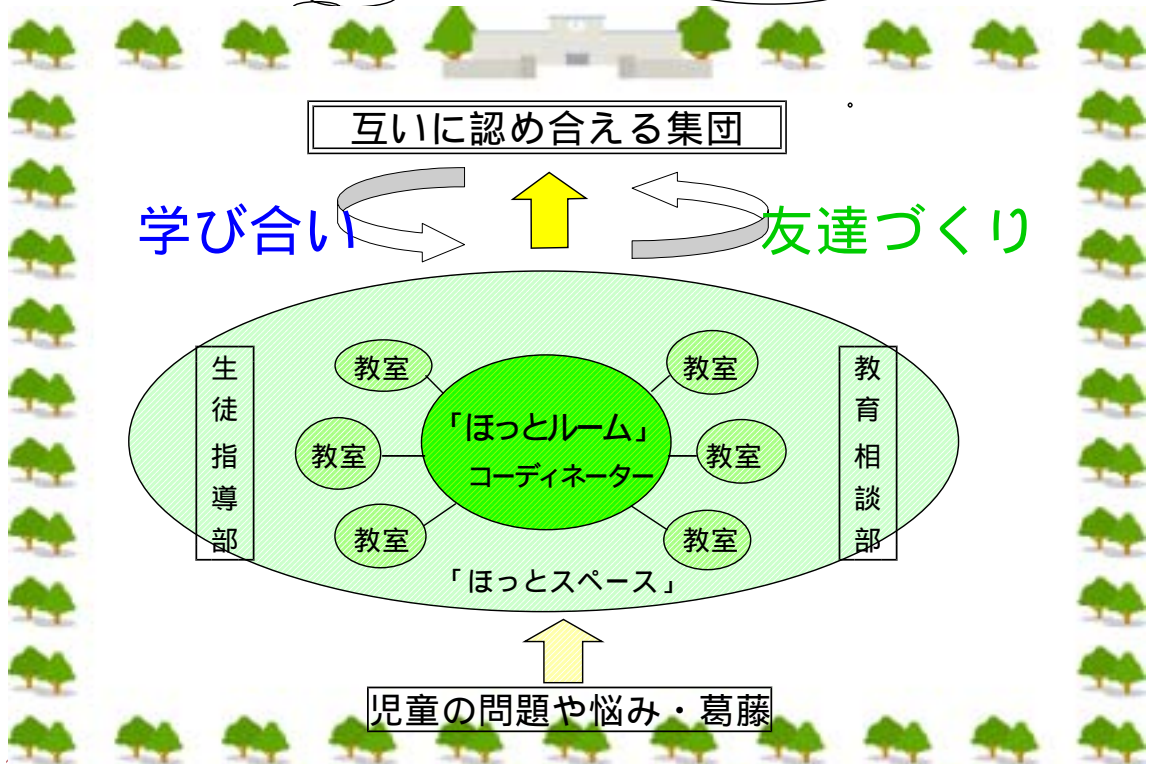 互いに認め合える集団
学び合い
友達づくり
生徒指導部
教室
教室
教室
「ほっとルーム」
コーディネーター
教室
教室
教室
教育相談部
「ほっとスペース」
児童の問題や悩み・葛藤